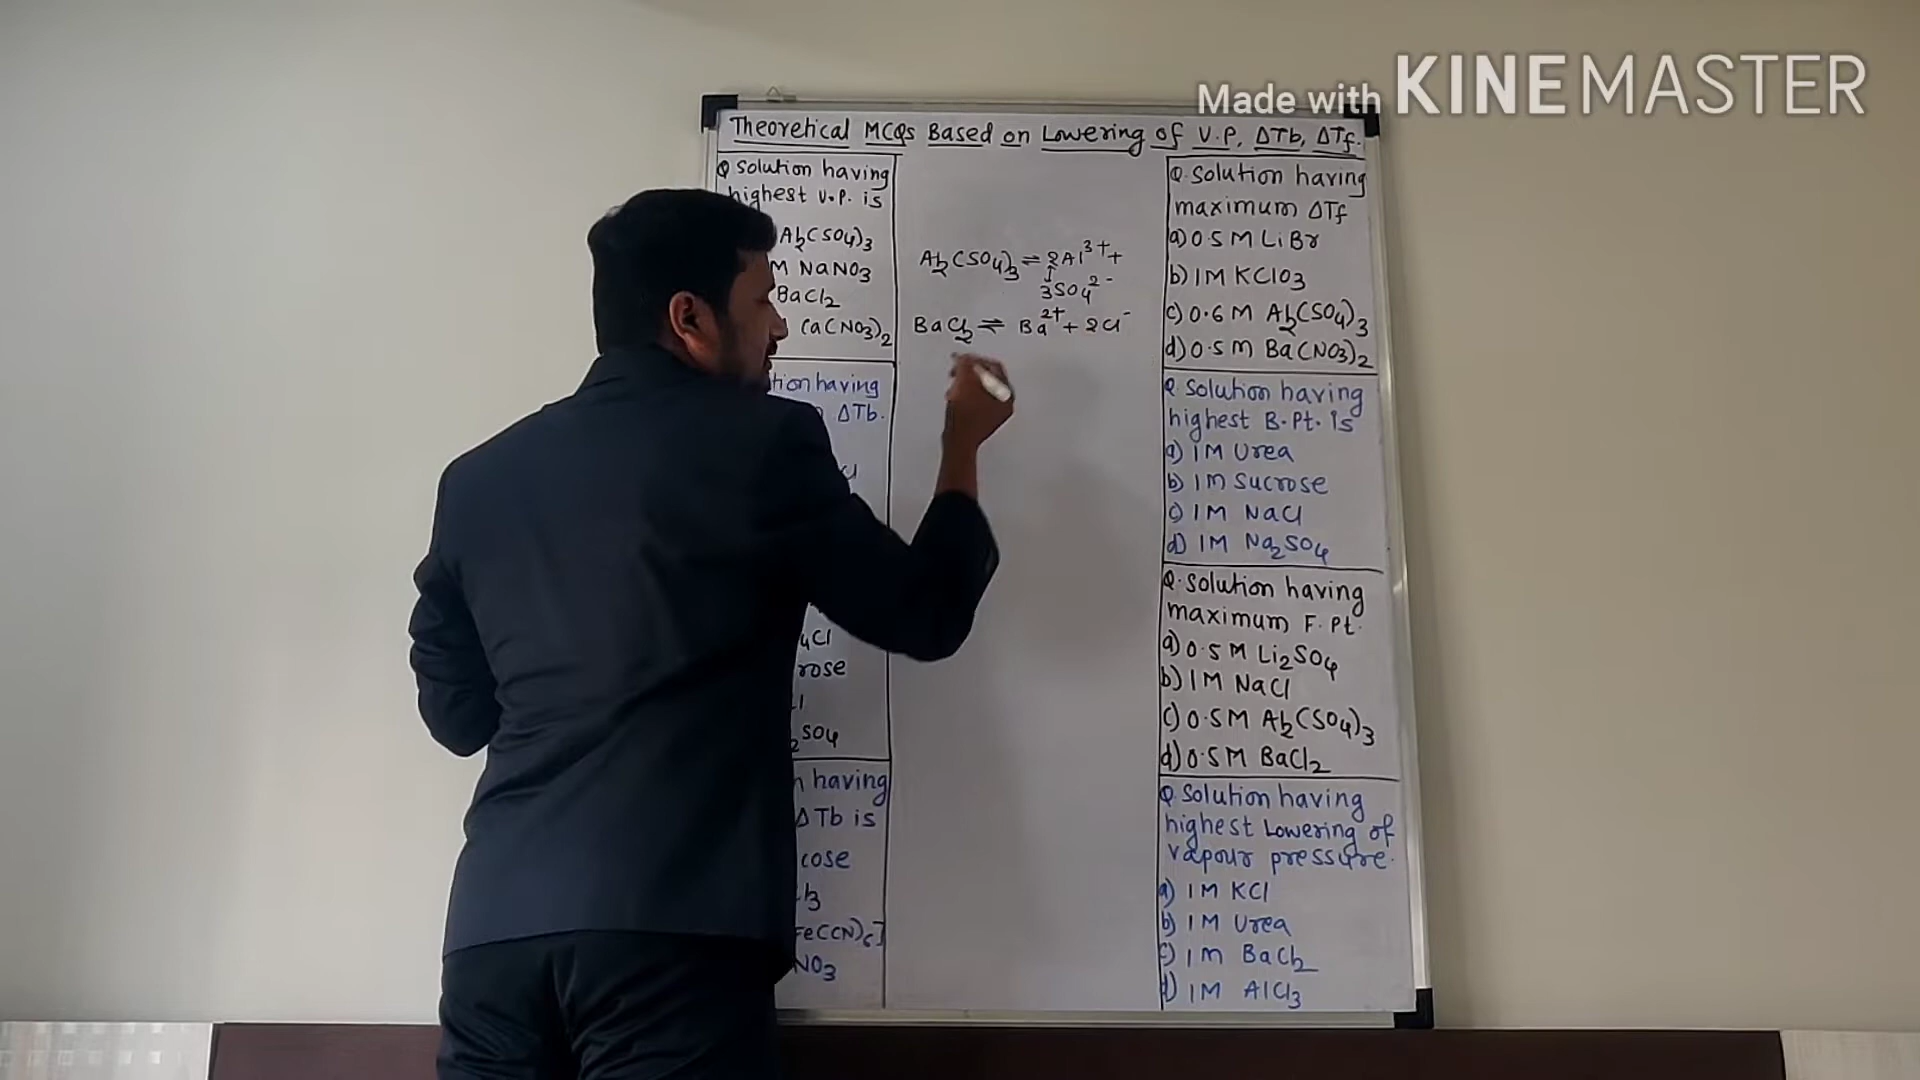 Made with KINEMASTER
Theoretical MCQs Based on Lowering of V.P, ΔTb, ΔTf.
Q Solution having
highest V.P. is
Al2(SO4)3
M NaNO3
BaCl2
Ca(NO3)2
tion having
ΔTb.
4Cl
rose
2SO4
having
ΔTb is
cose
Fe(CN)6]
NO3
Al2(SO4)3 ⇌ 2Al3+ +
3SO4 2-
BaCl2 ⇌ Ba2+ + 2Cl-
Q. Solution having
maximum ΔTf
a) 0.5 M LiBr
b) 1M KClO3
c) 0.6 M Al2(SO4)3
d) 0.5 M Ba(NO3)2
Q Solution having
highest B.Pt. is
a) 1M Urea
b) 1M Sucrose
c) 1M NaCl
d) 1M Na2SO4
Q. Solution having
maximum F. Pt.
a) 0.5 M Li2SO4
b) 1M NaCl
c) 0.5M Al2(SO4)3
d) 0.5M BaCl2
Q Solution having
highest Lowering of
vapour pressure.
a) 1M KCl
b) 1M Urea
c) 1M BaCl2
d) 1M AlCl3